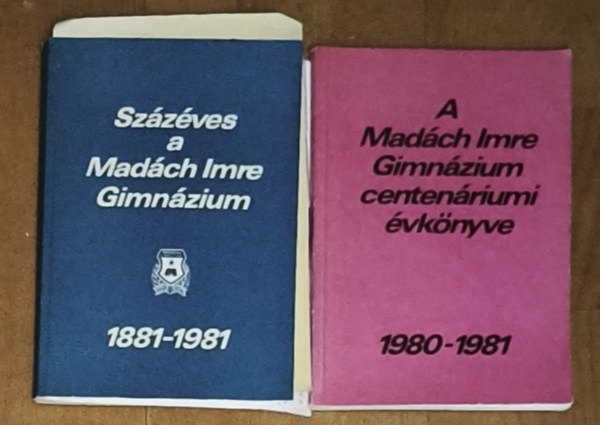 Százéves
a
Madách Imre
Gimnázium
1881-1981
A
Madách Imre
Gimnázium
centenáriumi
évkönyve
1980-1981